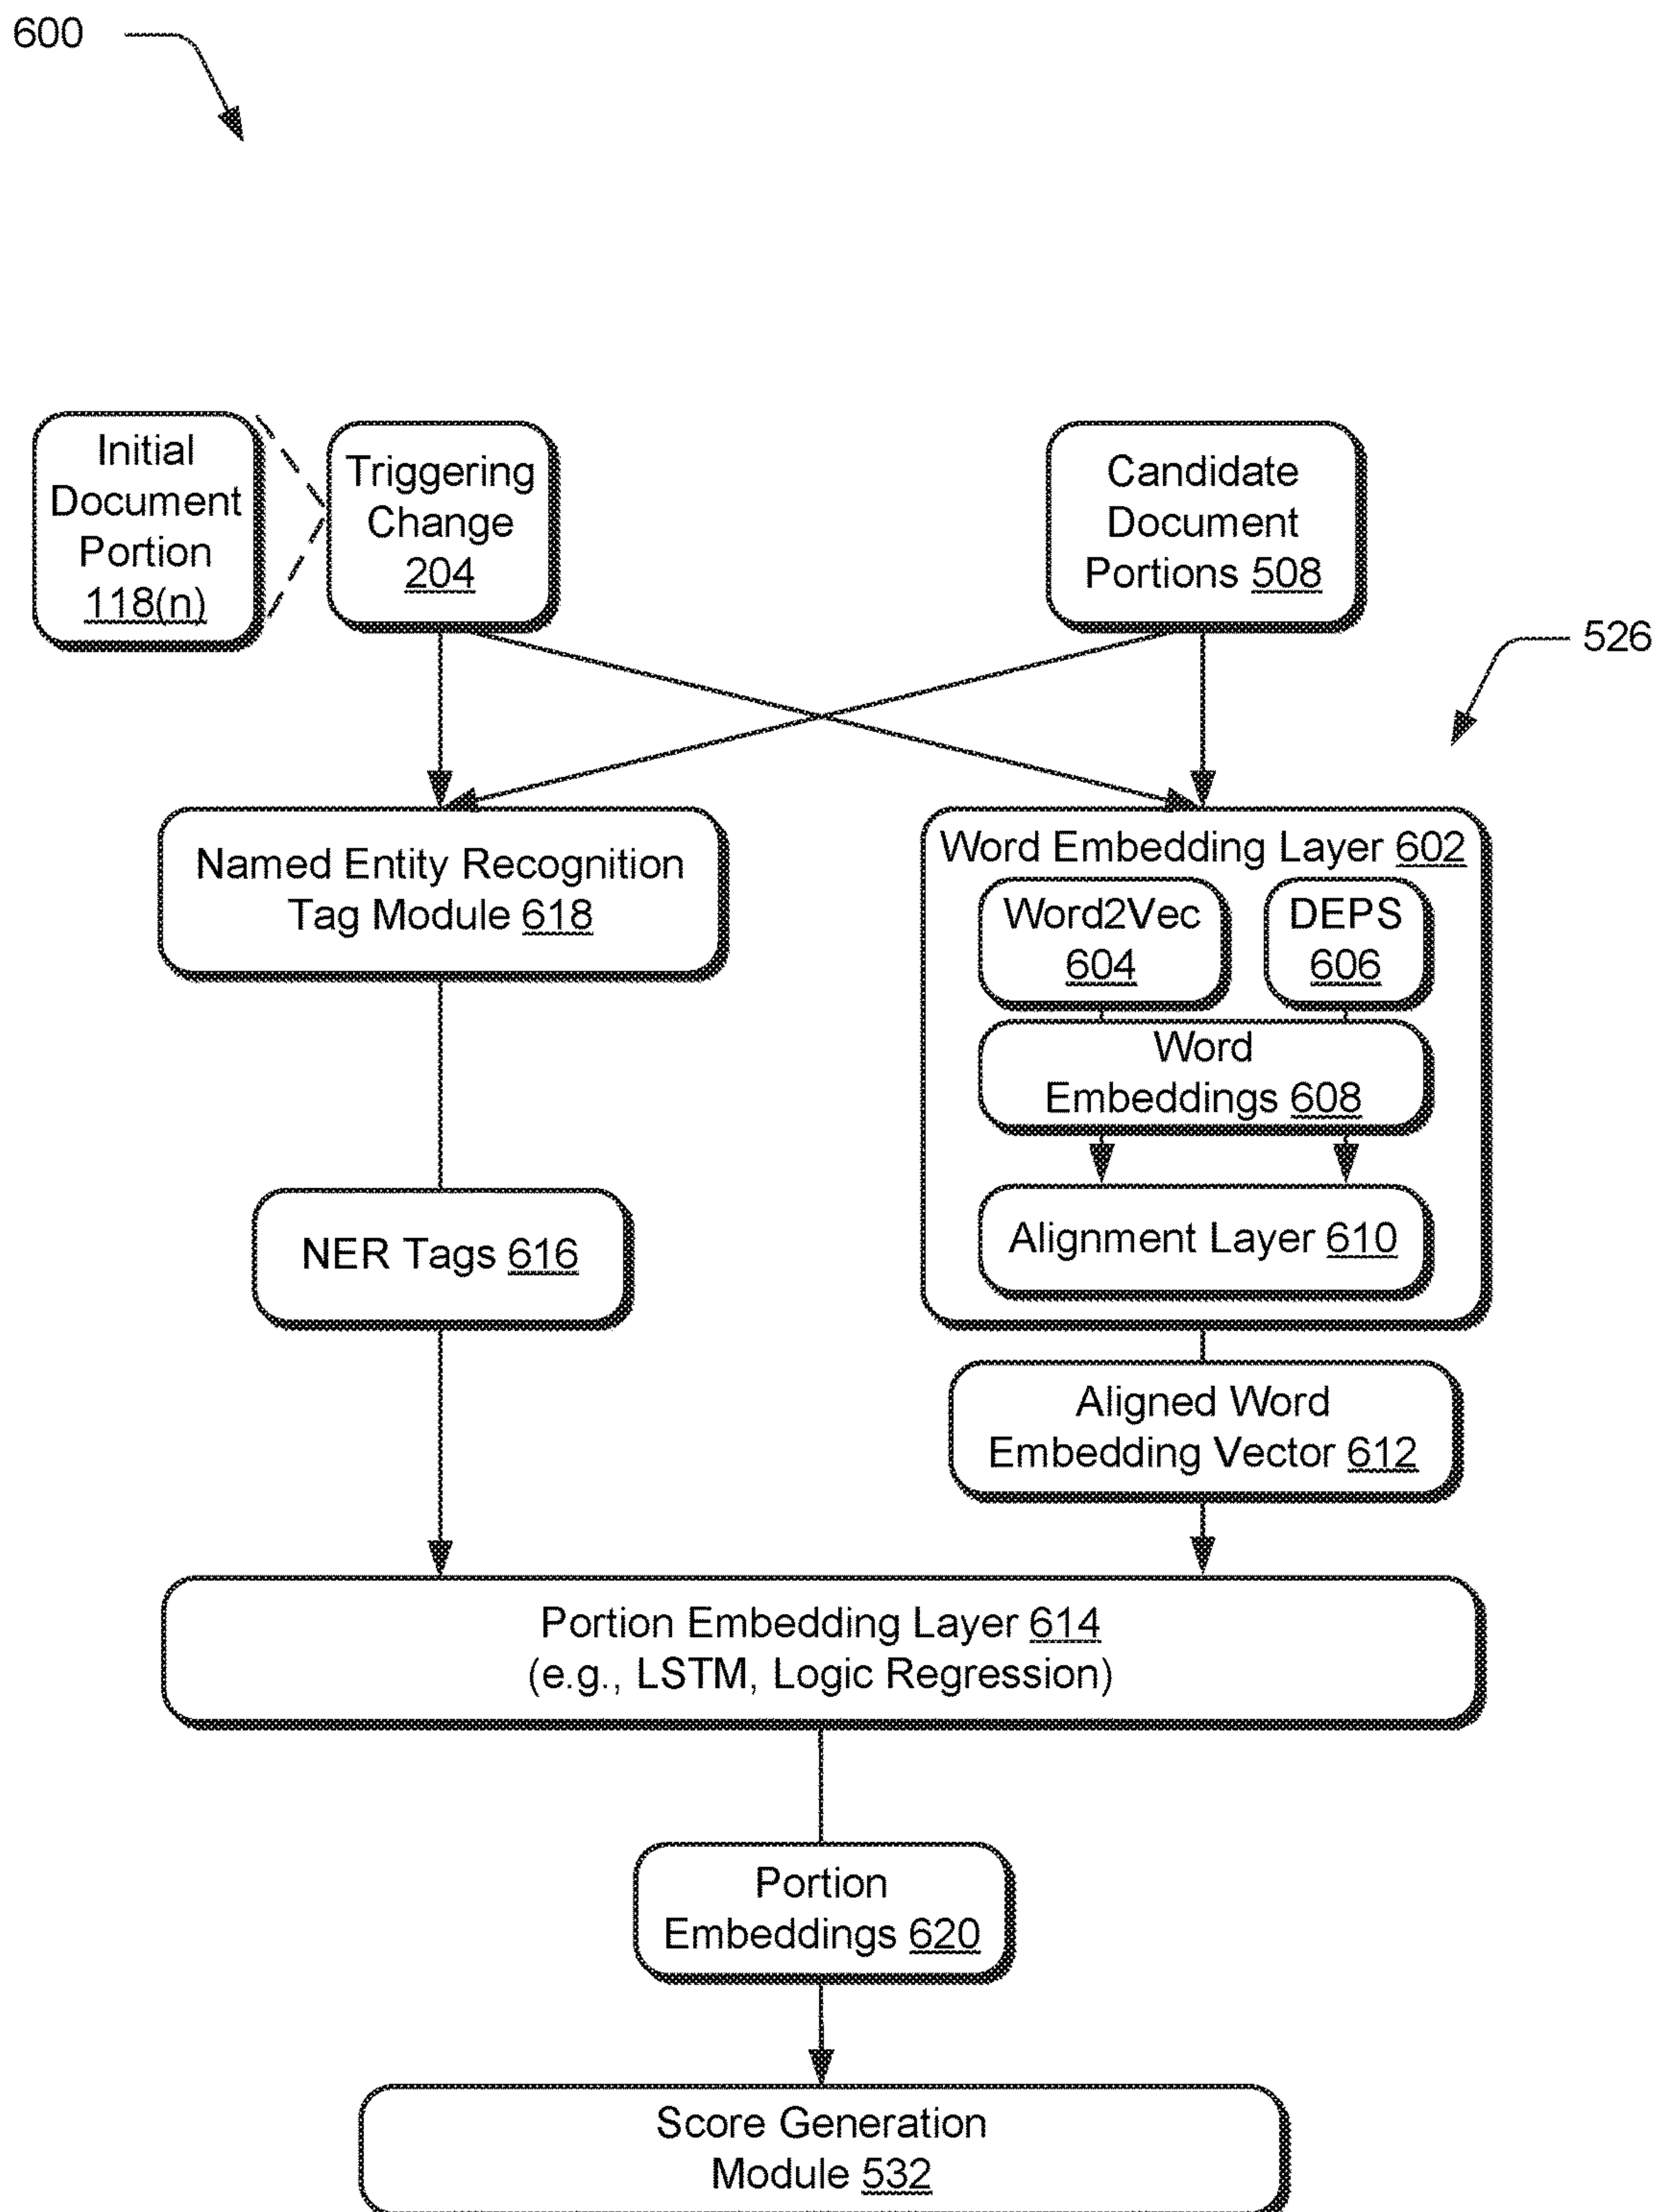 600
Initial
Document
Portion
118(n)
Triggering
Change
204
Candidate
Document
Portions 508
526
Named Entity Recognition
Tag Module 618
Word Embedding Layer 602
Word2Vec
604
DEPS
606
Word
Embeddings 608
Alignment Layer 610
NER Tags 616
Aligned Word
Embedding Vector 612
Portion Embedding Layer 614
(e.g., LSTM, Logic Regression)
Portion
Embeddings 620
Score Generation
Module 532